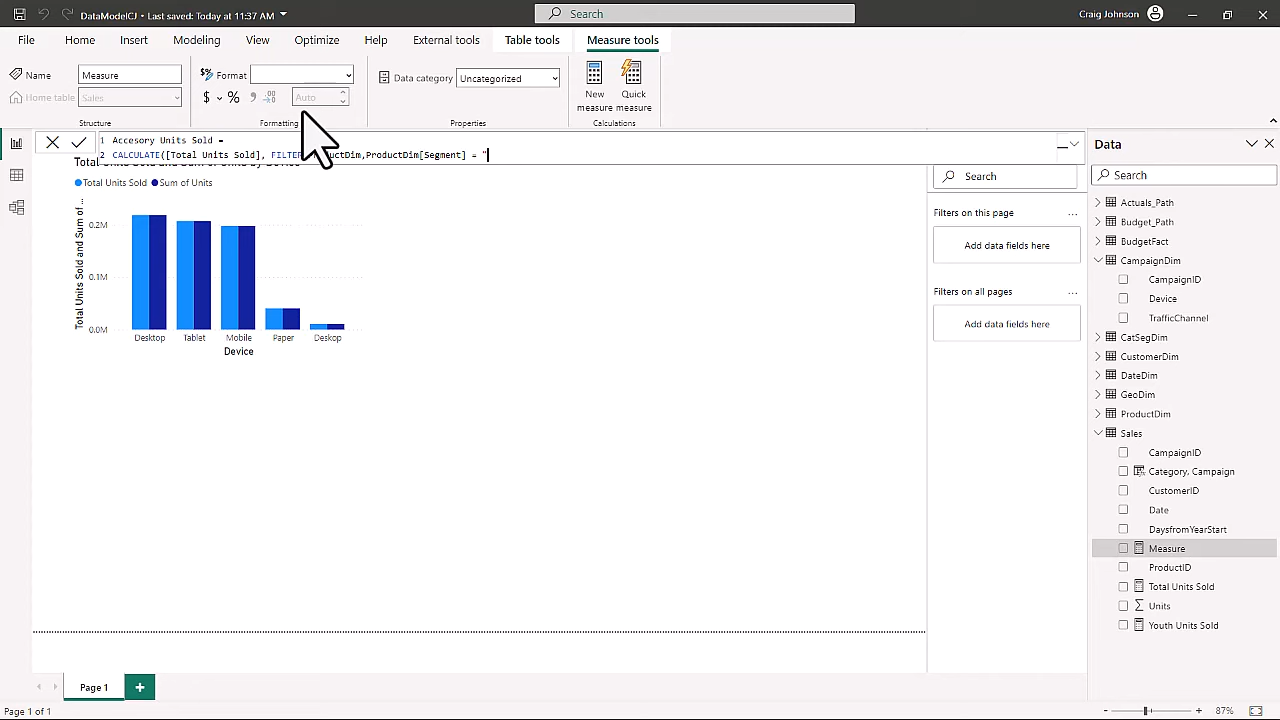 DataModelCJ • Last saved: Today at 11:37 AM
Search
Craig Johnson
File Home Insert Modeling View Optimize Help External tools Table tools Measure tools
Name Measure
Format
Data category Uncategorized
New measure
Quick measure
Home table Sales
$ % Auto
Structure
Formatting
Properties
Calculations
1 Accesory Units Sold =
2 CALCULATE([Total Units Sold], FILTER ProductDim,ProductDim[Segment] = "
Total Units Sold
Total Units Sold Sum of Units
Total Units Sold and Sum of ...
0.2M
0.1M
0.0M
Desktop Tablet Mobile Paper Deskop
Device
Search
Filters on this page ...
Add data fields here
Filters on all pages ...
Add data fields here
Data
Search
Actuals_Path
Budget_Path
BudgetFact
CampaignDim
CampaignID
Device
TrafficChannel
CatSegDim
CustomerDim
DateDim
GeoDim
ProductDim
Sales
CampaignID
Category, Campaign
CustomerID
Date
DaysfromYearStart
Measure
ProductID
Total Units Sold
Units
Youth Units Sold
Page 1
Page 1 of 1
87%